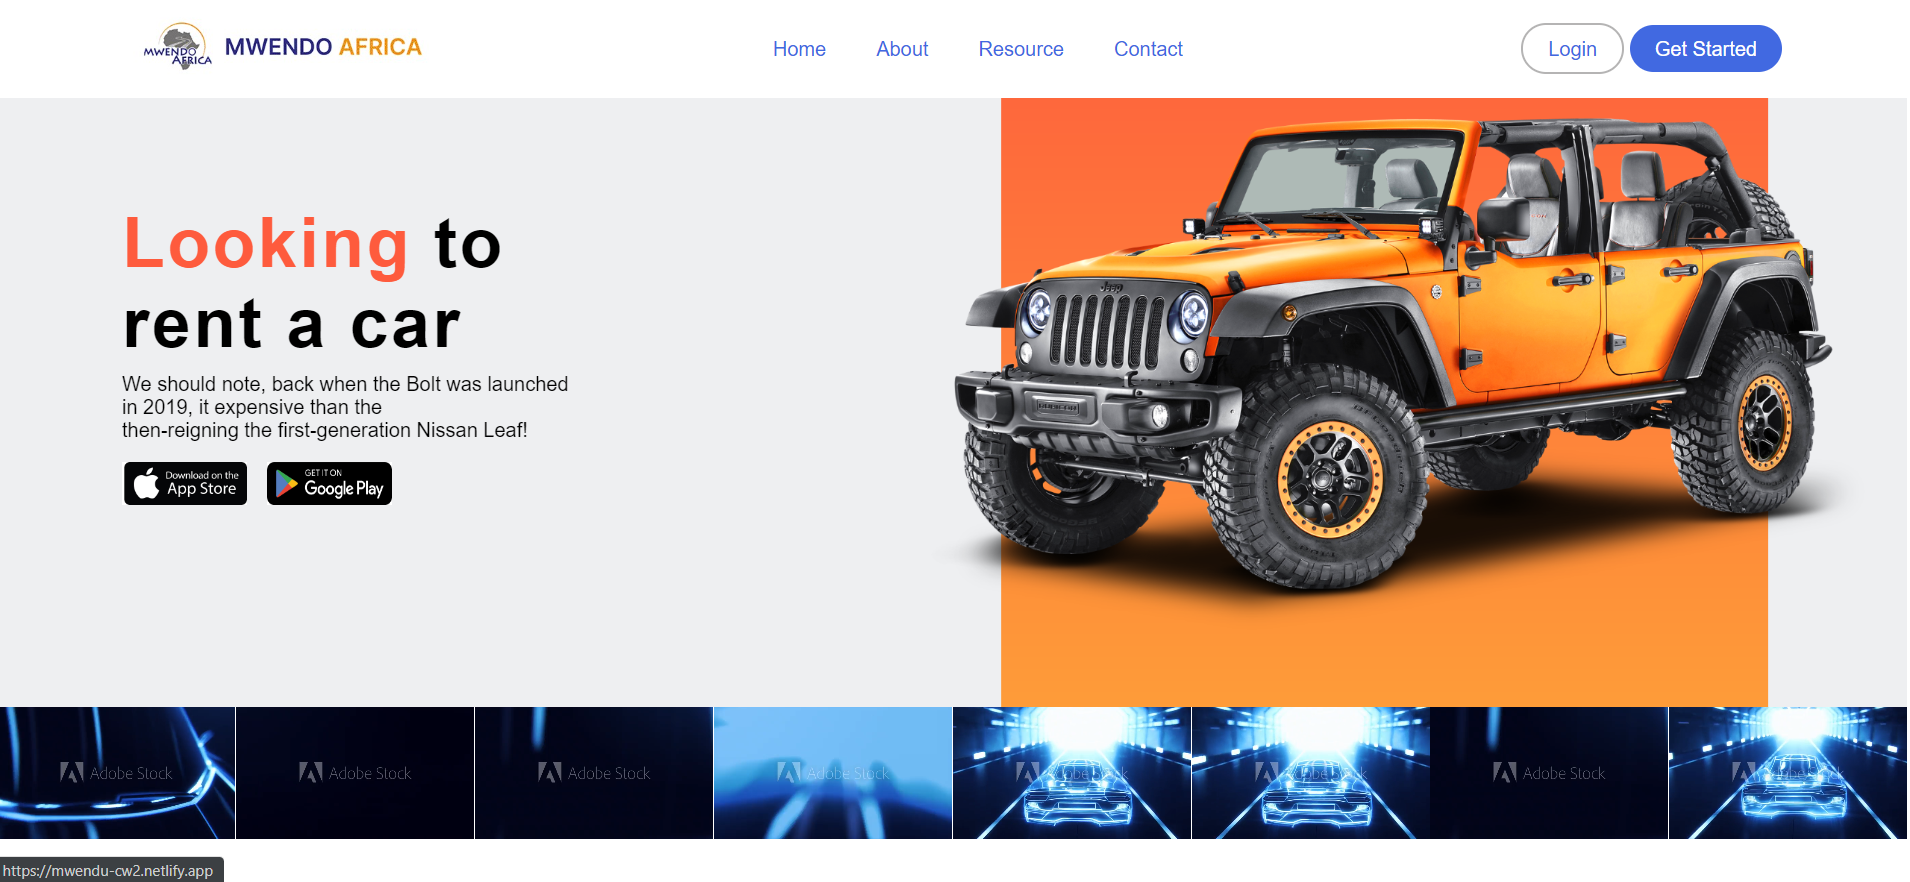 MWENDO
AFRICA
MWENDO AFRICA
Home
About
Resource
Contact
Login
Get Started
Looking to
rent a car
We should note, back when the Bolt was launched
in 2019, it expensive than the
then-reigning the first-generation Nissan Leaf!
Download on the
App Store
GET IT ON
Google Play
Jeep
RUBICON
Adobe Stock
Adobe Stock
Adobe Stock
Adobe Stock
Adobe Stock
Adobe Stock
Adobe Stock
Adobe Stock
https://mwendu-cw2.netlify.app